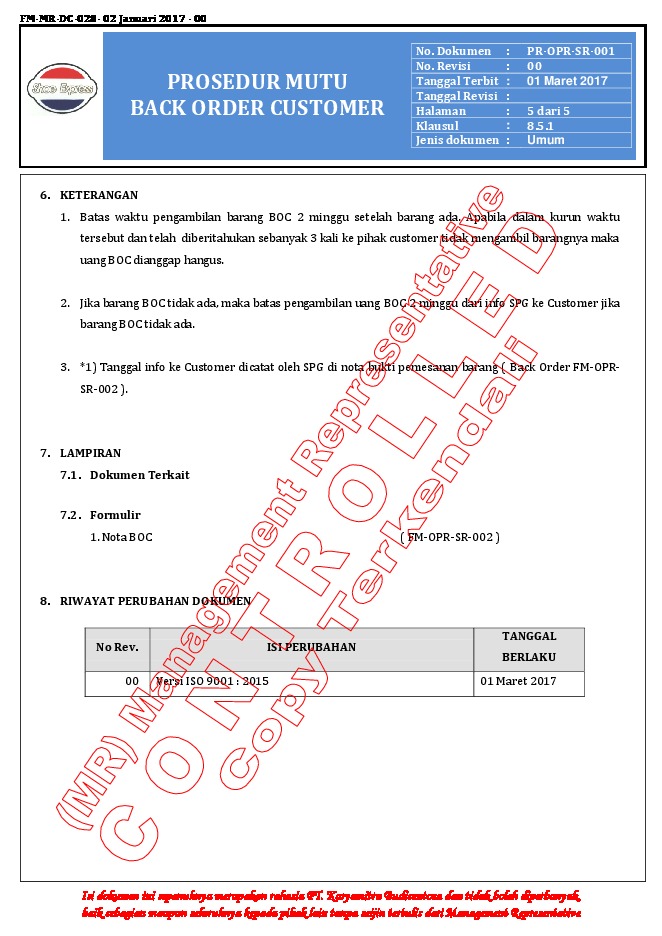 FM-MR-DC-028- 02 Januari 2017 - 00
Shoe Express
PROSEDUR MUTU
BACK ORDER CUSTOMER
No. Dokumen : PR-OPR-SR-001
No. Revisi : 00
Tanggal Terbit : 01 Maret 2017
Tanggal Revisi :
Halaman : 5 dari 5
Klausul : 8.5.1
Jenis dokumen : Umum
6. KETERANGAN
1. Batas waktu pengambilan barang BOC 2 minggu setelah barang ada. Apabila dalam kurun waktu
tersebut dan telah diberitahukan sebanyak 3 kali ke pihak customer tidak mengambil barangnya maka
uang BOC dianggap hangus.
2. Jika barang BOC tidak ada, maka batas pengambilan uang BOC 2 minggu dari info SPG ke Customer jika
barang BOC tidak ada.
3. *1) Tanggal info ke Customer dicatat oleh SPG di nota bukti pemesanan barang ( Back Order FM-OPR-
SR-002 ).
7. LAMPIRAN
7.1. Dokumen Terkait
7.2. Formulir
1. Nota BOC ( FM-OPR-SR-002 )
8. RIWAYAT PERUBAHAN DOKUMEN
No Rev. ISI PERUBAHAN TANGGAL
BERLAKU
00 Versi ISO 9001 : 2015 01 Maret 2017
(MR) Management Representative
CONTROLLED
Copy Terkendali
Isi dokumen ini sepenuhnya merupakan rahasia PT. Karyamitra Budisentosa dan tidak boleh diperbanyak,
baik sebagian maupun seluruhnya kepada pihak lain tanpa seijin tertulis dari Management Representative